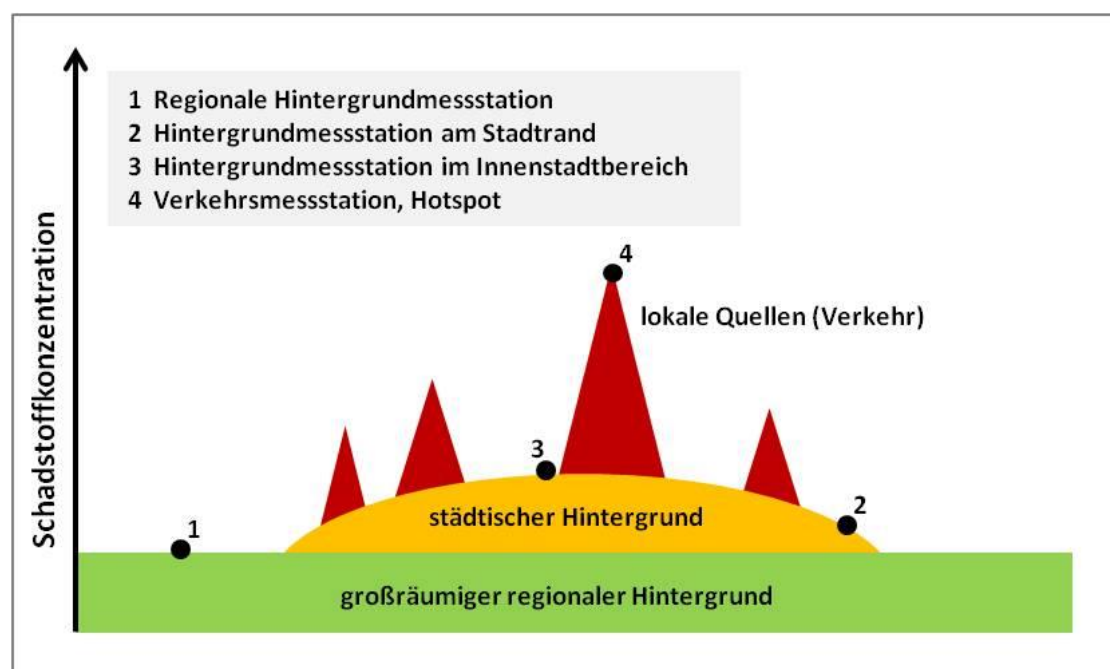 1 Regionale Hintergrundmessstation
2 Hintergrundmessstation am Stadtrand
3 Hintergrundmessstation im Innenstadtbereich
4 Verkehrsmessstation, Hotspot
Schadstoffkonzentration
4
lokale Quellen (Verkehr)
3
städtischer Hintergrund
2
1
großräumiger regionaler Hintergrund